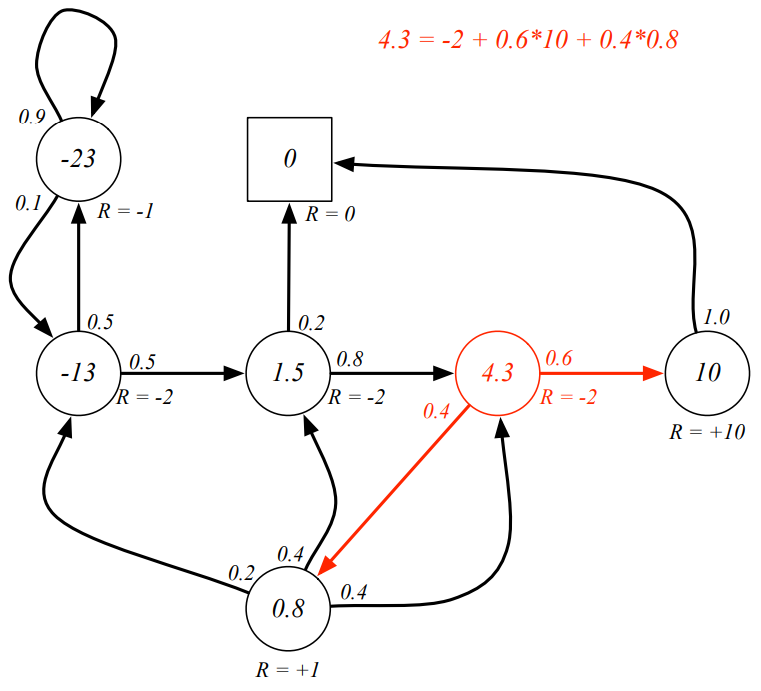 4.3 = -2 + 0.6*10 + 0.4*0.8
0.9
-23
0
0.1
R = -1
R = 0
0.5
0.2
1.0
-13
0.5
1.5
0.8
4.3
0.6
10
R = -2
R = -2
0.4
R = -2
R = +10
0.4
0.2
0.4
0.8
R = +1